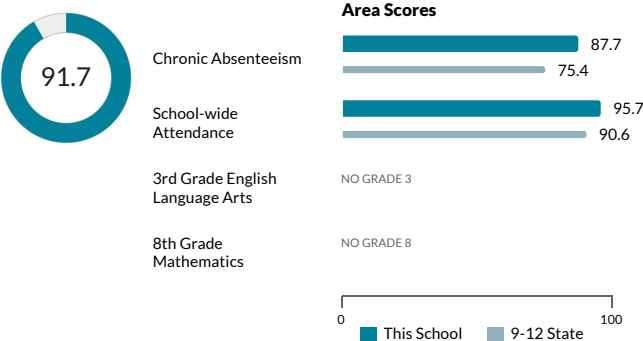 Area Scores
91.7
Chronic Absenteeism
87.7
75.4
School-wide
Attendance
95.7
90.6
3rd Grade English
Language Arts
NO GRADE 3
8th Grade
Mathematics
NO GRADE 8
0 100
This School 9-12 State